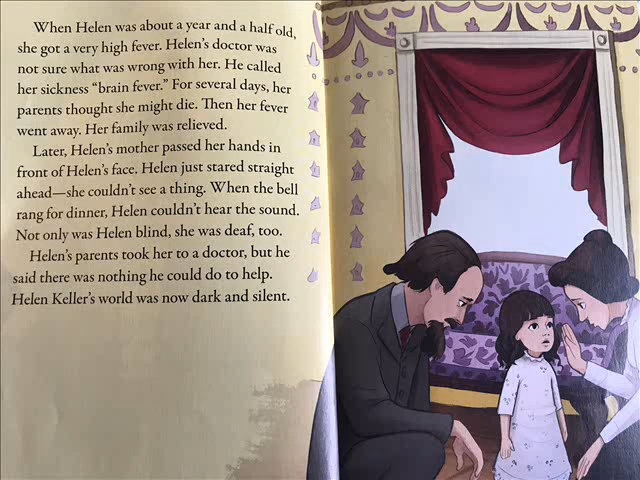 When Helen was about a year and a half old,
she got a very high fever. Helen’s doctor was
not sure what was wrong with her. He called
her sickness “brain fever.” For several days, her
parents thought she might die. Then her fever
went away. Her family was relieved.
Later, Helen’s mother passed her hands in
front of Helen’s face. Helen just stared straight
ahead—she couldn’t see a thing. When the bell
rang for dinner, Helen couldn’t hear the sound.
Not only was Helen blind, she was deaf, too.
Helen’s parents took her to a doctor, but he
said there was nothing he could do to help.
Helen Keller’s world was now dark and silent.